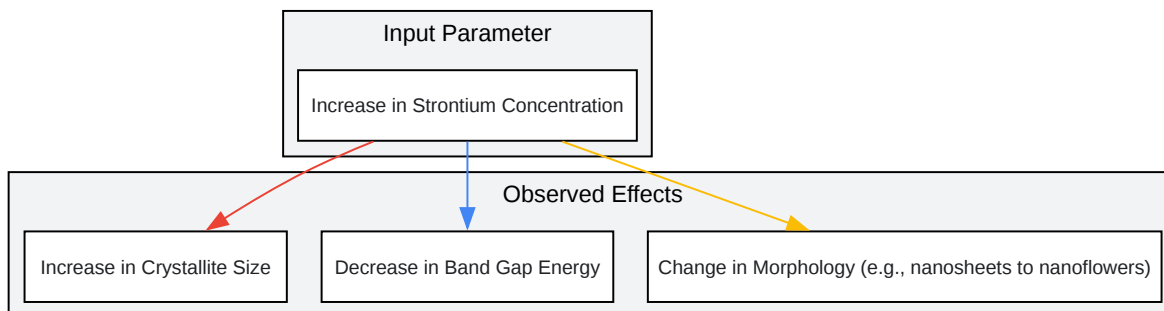 Input Parameter
Increase in Strontium Concentration
Observed Effects
Increase in Crystallite Size
Decrease in Band Gap Energy
Change in Morphology (e.g., nanosheets to nanoflowers)